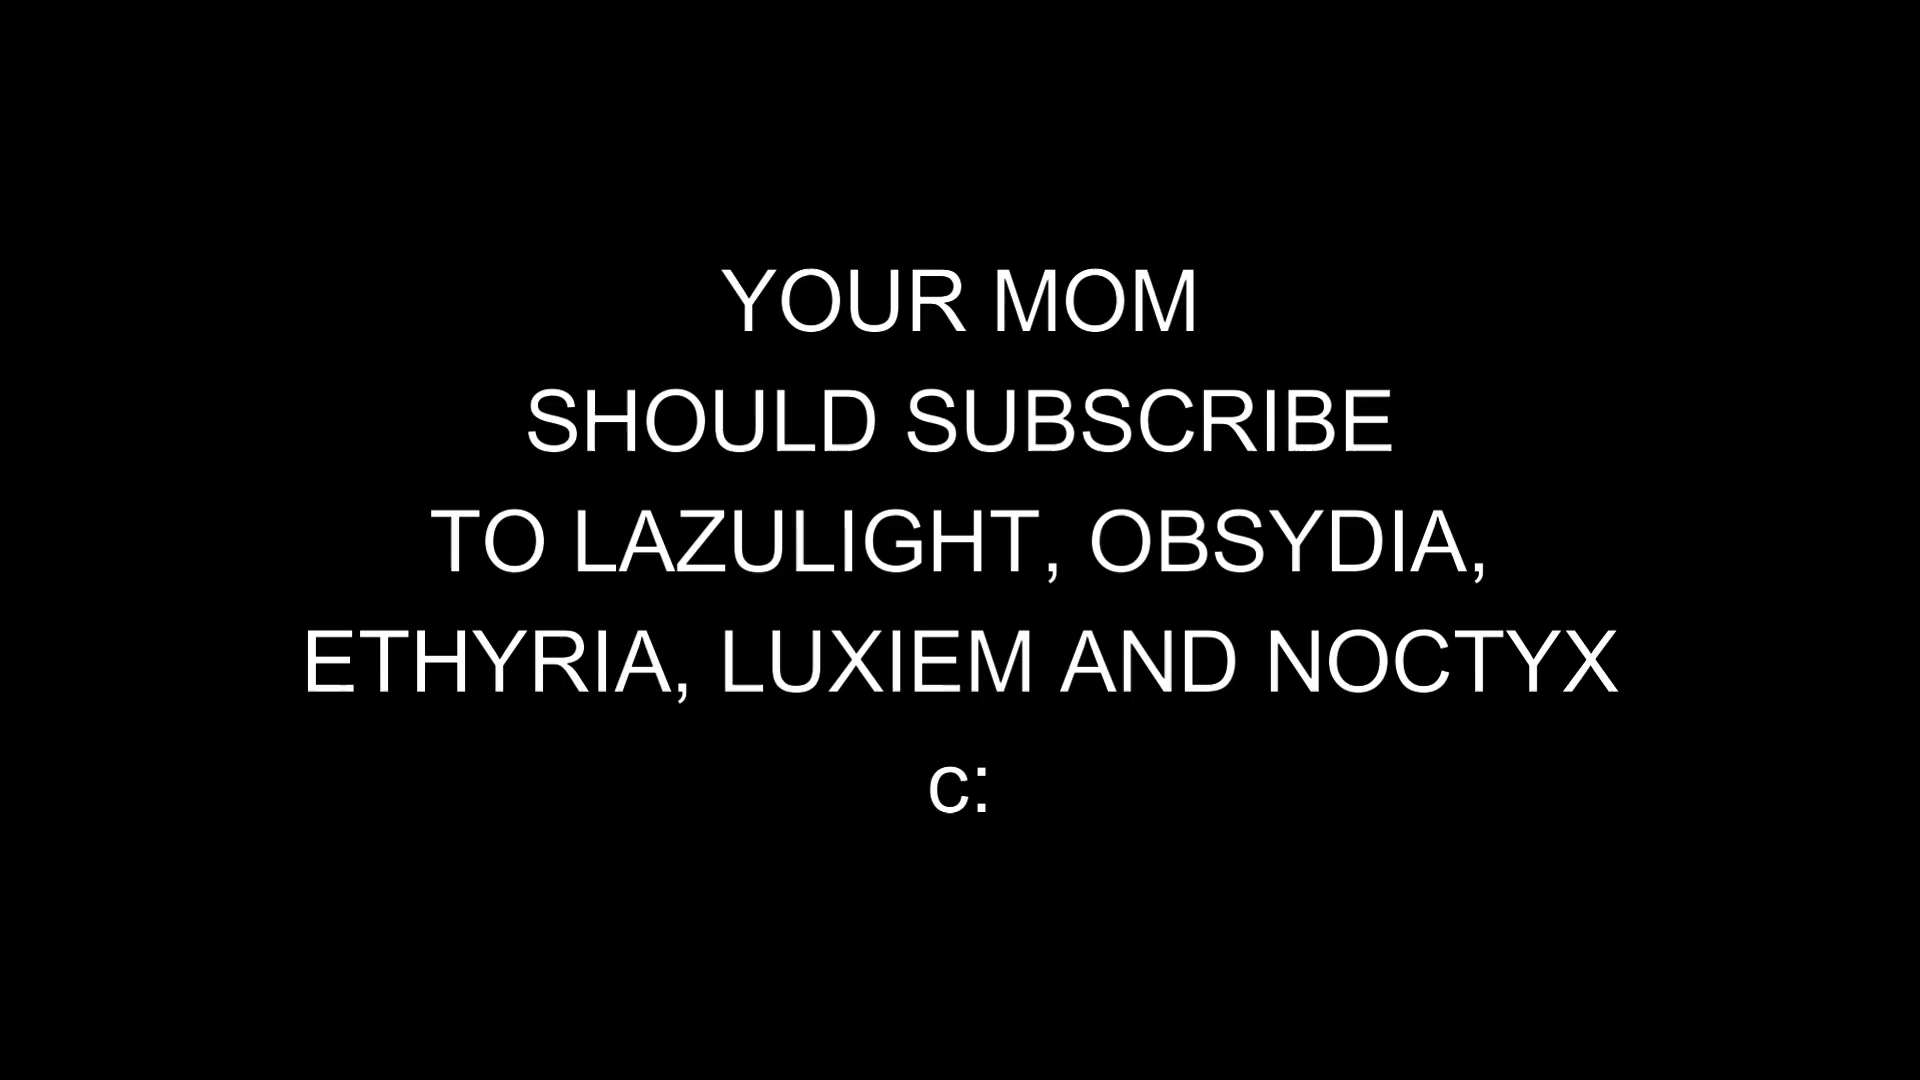 YOUR MOM
SHOULD SUBSCRIBE
TO LAZULIGHT, OBSYDIA,
ETHYRIA, LUXIEM AND NOCTYX
c: